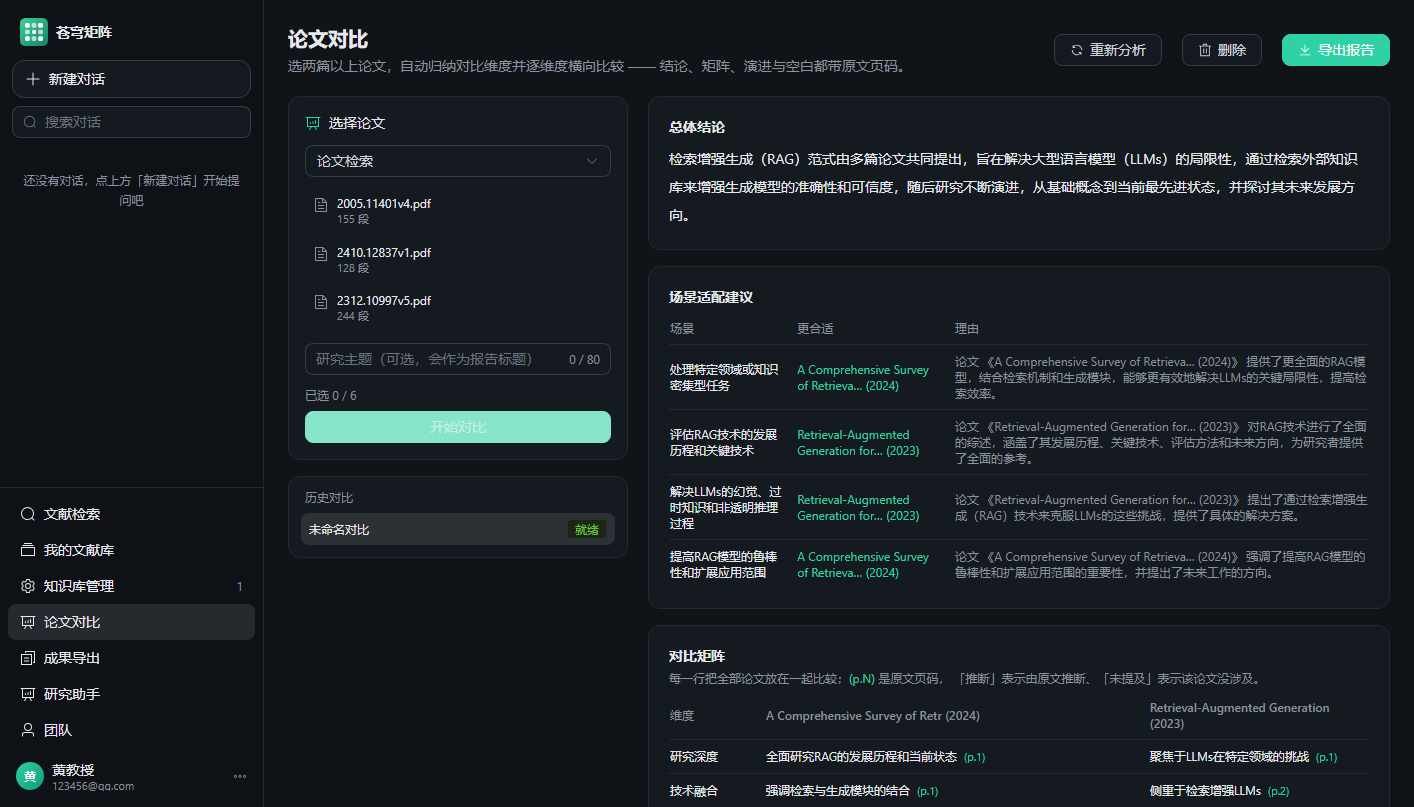 苍穹矩阵
新建对话
搜索对话
还没有对话，点上方「新建对话」开始提
问吧
文献检索
我的文献库
知识库管理 1
论文对比
成果导出
研究助手
团队
黄
黄教授
123456@qq.com
论文对比
选两篇以上论文，自动归纳对比维度并逐维度横向比较 —— 结论、矩阵、演进与空白都带原文页码。
重新分析
删除
导出报告
选择论文
论文检索
2005.11401v4.pdf
155 段
2410.12837v1.pdf
128 段
2312.10997v5.pdf
244 段
研究主题（可选，会作为报告标题） 0 / 80
已选 0 / 6
开始对比
历史对比
未命名对比 就绪
总体结论
检索增强生成（RAG）范式由多篇论文共同提出，旨在解决大型语言模型（LLMs）的局限性，通过检索外部知识
库来增强生成模型的准确性和可信度，随后研究不断演进，从基础概念到当前最先进状态，并探讨其未来发展方
向。
场景适配建议
场景 更合适 理由
处理特定领域或知识
密集型任务
A Comprehensive Survey
of Retrieva... (2024)
论文 《A Comprehensive Survey of Retrieva... (2024)》 提供了更全面的RAG模
型，结合检索机制和生成模块，能够更有效地解决LLMs的关键局限性，提高检
索效率。
评估RAG技术的发展
历程和关键技术
Retrieval-Augmented
Generation for... (2023)
论文 《Retrieval-Augmented Generation for... (2023)》 对RAG技术进行了全面
的综述，涵盖了其发展历程、关键技术、评估方法和未来方向，为研究者提供
了全面的参考。
解决LLMs的幻觉、过
时知识和非透明推理
过程
Retrieval-Augmented
Generation for... (2023)
论文 《Retrieval-Augmented Generation for... (2023)》 提出了通过检索增强生
成（RAG）技术来克服LLMs的这些挑战，提供了具体的解决方案。
提高RAG模型的鲁棒
性和扩展应用范围
A Comprehensive Survey
of Retrieva... (2024)
论文 《A Comprehensive Survey of Retrieva... (2024)》 强调了提高RAG模型的
鲁棒性和扩展应用范围的重要性，并提出了未来工作的方向。
对比矩阵
每一行把全部论文放在一起比较；(p.N) 是原文页码，「推断」表示由原文推断、「未提及」表示该论文没涉及。
维度 A Comprehensive Survey of Retr (2024)
Retrieval-Augmented Generation
(2023)
研究深度 全面研究RAG的发展历程和当前状态 (p.1) 聚焦于LLMs在特定领域的挑战 (p.1)
技术融合 强调检索与生成模块的结合 (p.1) 侧重于检索增强LLMs (p.2)